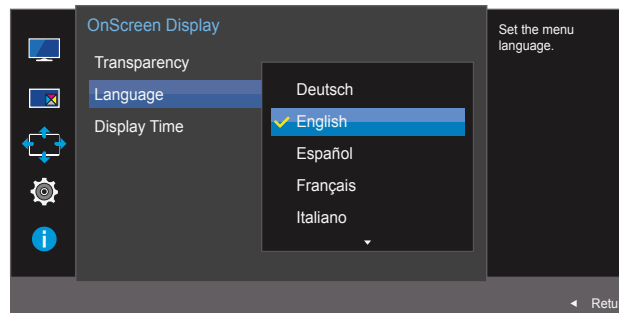 OnScreen Display
Transparency
Language
Display Time
Deutsch
English
Español
Français
Italiano
Set the menu
language.
Retu